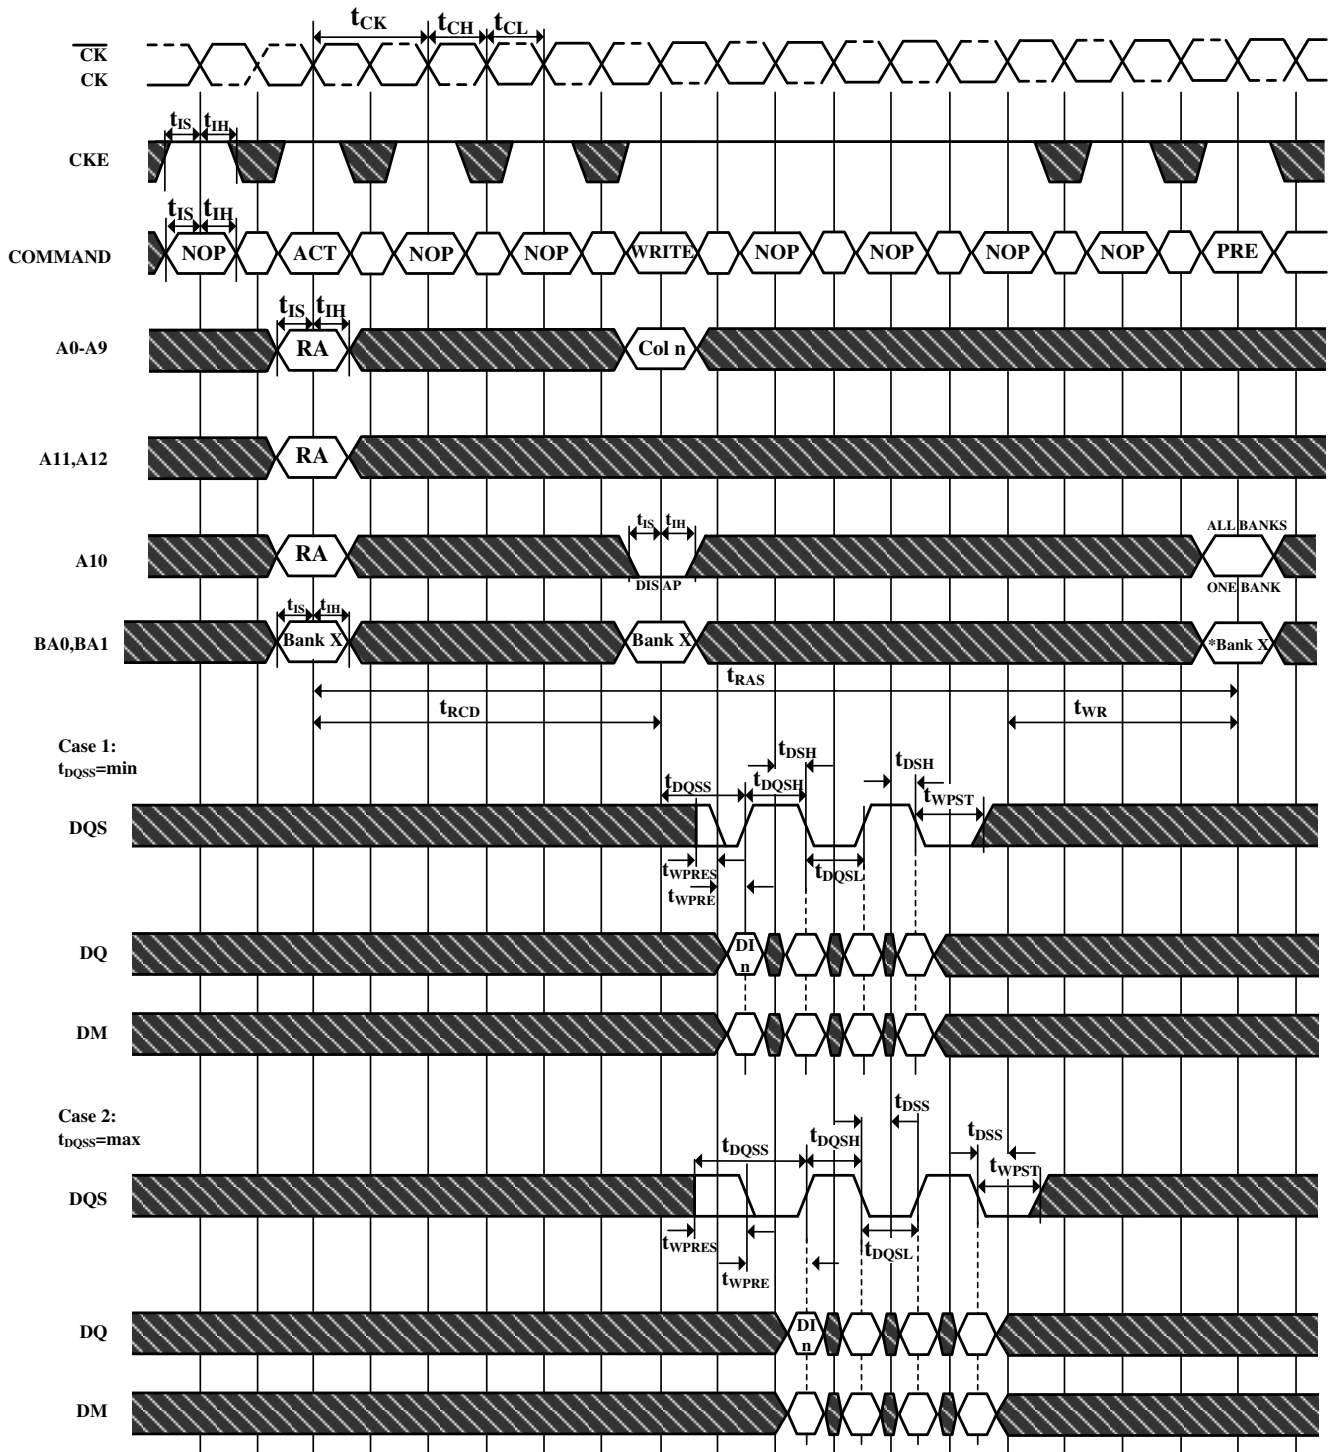 tCK tCH tCL
CK
CK
tIS tIH
CKE
tIS tIH
COMMAND NOP ACT NOP NOP WRITE NOP NOP NOP NOP PRE
tIS tIH
A0-A9 RA Col n
A11,A12 RA
tIS tIH ALL BANKS
A10 RA
DIS AP ONE BANK
tIS tIH
BA0,BA1 Bank X Bank X *Bank X
tRAS
tRCD tWR
Case 1:
tDQSS=min
tDSH tDSH
tDQSS tDQSH tWPST
DQS
tWPRES tDQSL
tWPRE
DQ DI
n
DM
Case 2:
tDQSS=max
tDSS tDSS
tDQSS tDQSH tWPST
DQS
tWPRES tDQSL
tWPRE
DQ DI
n
DM